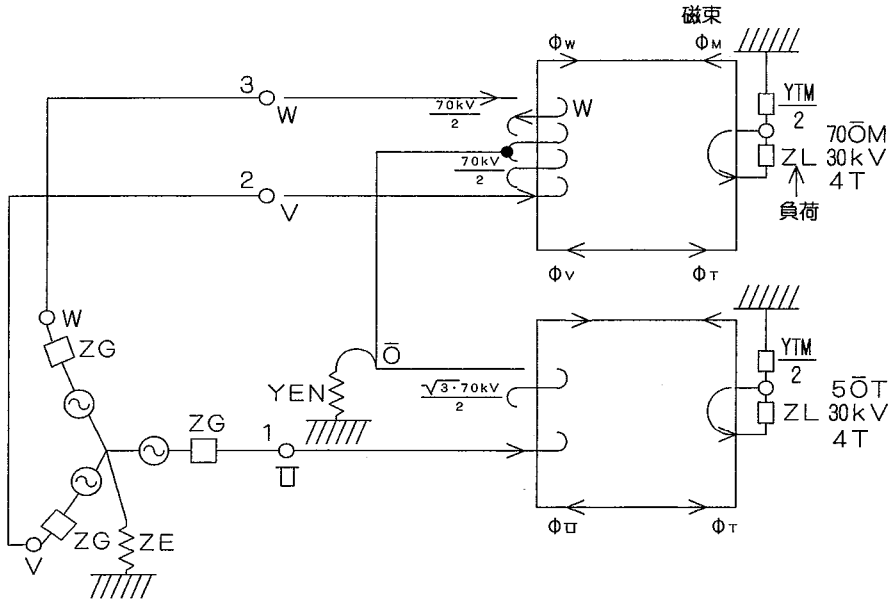 磁束
ΦW
ΦM
3
W
70kV
2
W
YTM
2
70ŌM
ZL 30kV
4T
負荷
70kV
2
2
V
ΦV
ΦT
W
ZG
Ō
YEN
√3・70kV
2
YTM
2
5ŌT
ZL 30kV
4T
ZG
1
U̅
ZG
ZE
V
ΦU̅
ΦT